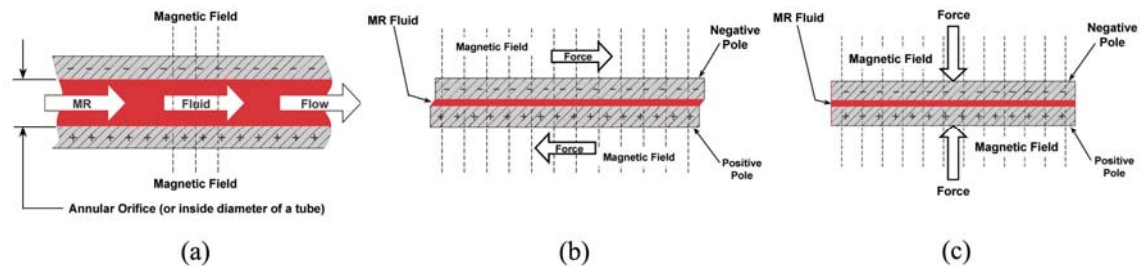 Magnetic Field
- - - - - - - - - - - -
MR
Fluid
Flow
+ + + + + + + + + + + +
Magnetic Field
Annular Orifice (or inside diameter of a tube)
(a)
MR Fluid
Magnetic Field
Force
Negative
Pole
- - - - - - - - - - - -
+ + + + + + + + + + + +
Force
Magnetic Field
Positive
Pole
(b)
MR Fluid
Force
Magnetic Field
Negative
Pole
- - - - - - - - - - - -
+ + + + + + + + + + + +
Magnetic Field
Positive
Pole
Force
(c)